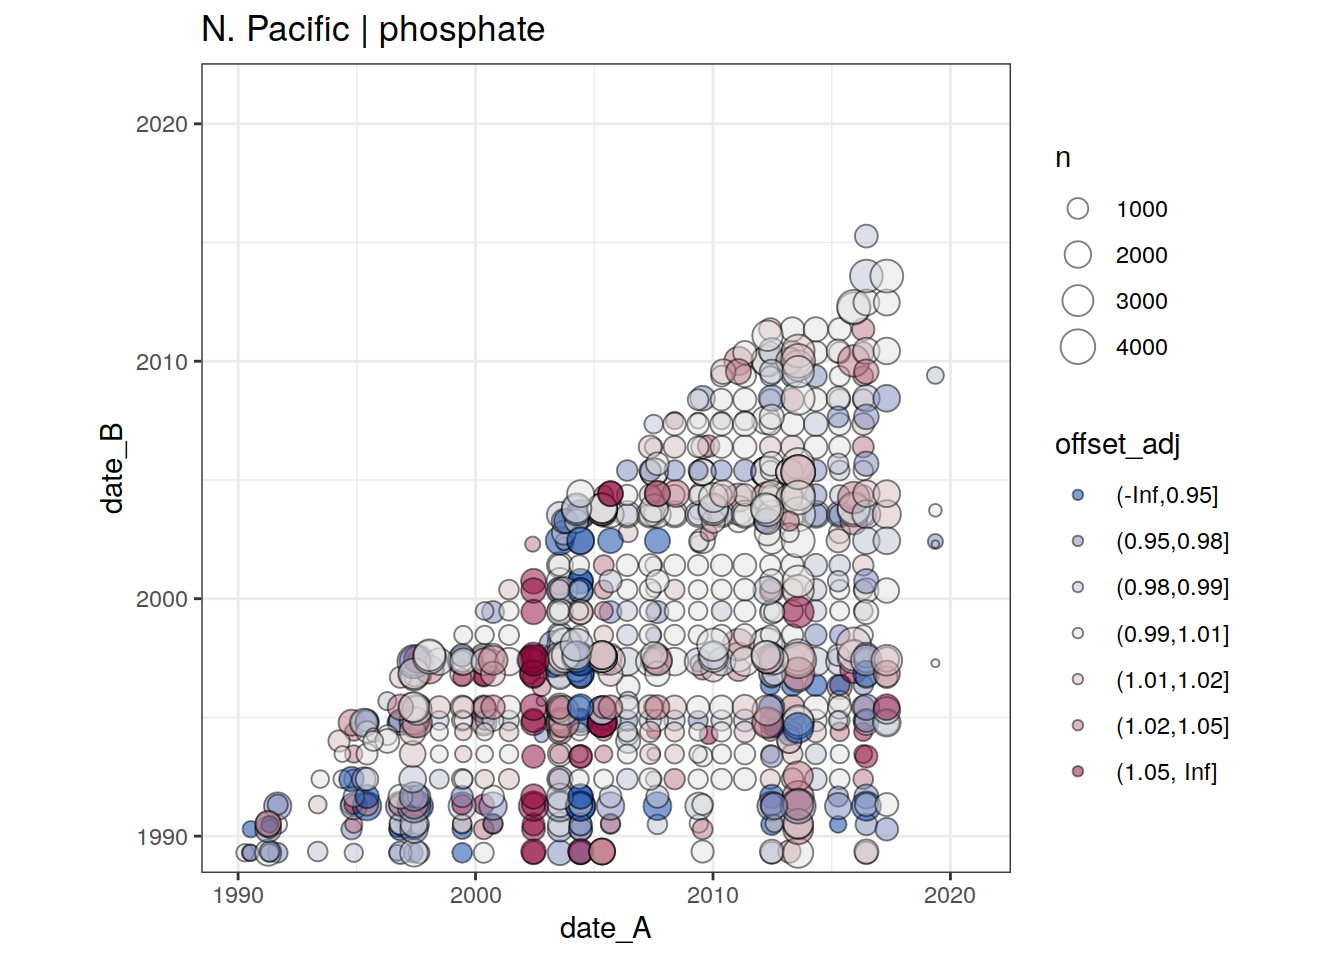 N. Pacific | phosphate
2020
2010
2000
1990
date_B
1990 2000 2010 2020
date_A
n
1000
2000
3000
4000
offset_adj
(-Inf,0.95]
(0.95,0.98]
(0.98,0.99]
(0.99,1.01]
(1.01,1.02]
(1.02,1.05]
(1.05, Inf]